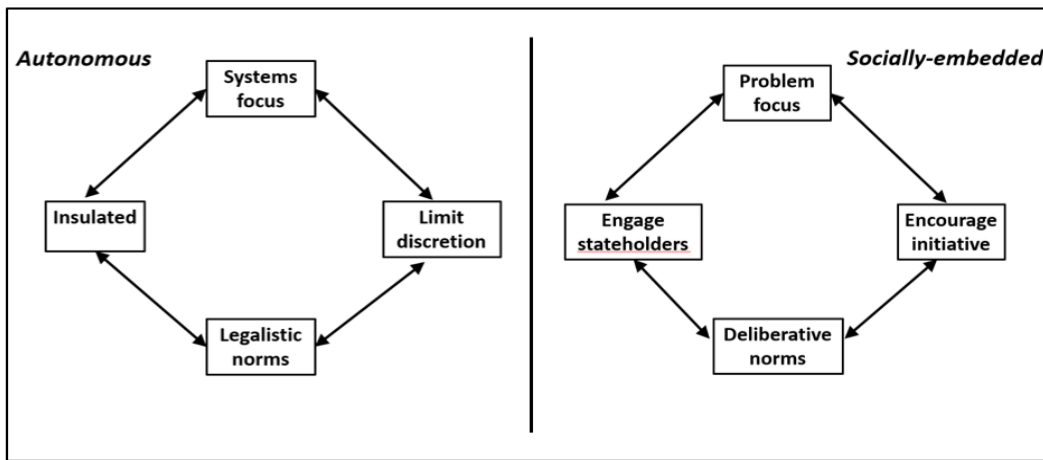 Autonomous
Systems
focus
Insulated
Limit
discretion
Legalistic
norms
Socially-embedded
Problem
focus
Engage
stateholders
Encourage
initiative
Deliberative
norms